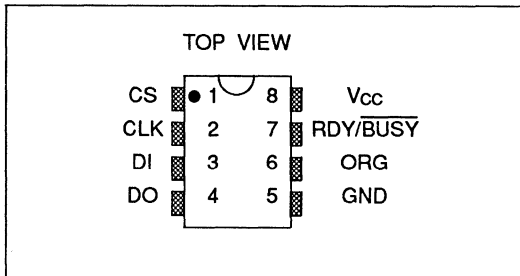 TOP VIEW
CS 1 8 Vcc
CLK 2 7 RDY/BUSY
DI 3 6 ORG
DO 4 5 GND